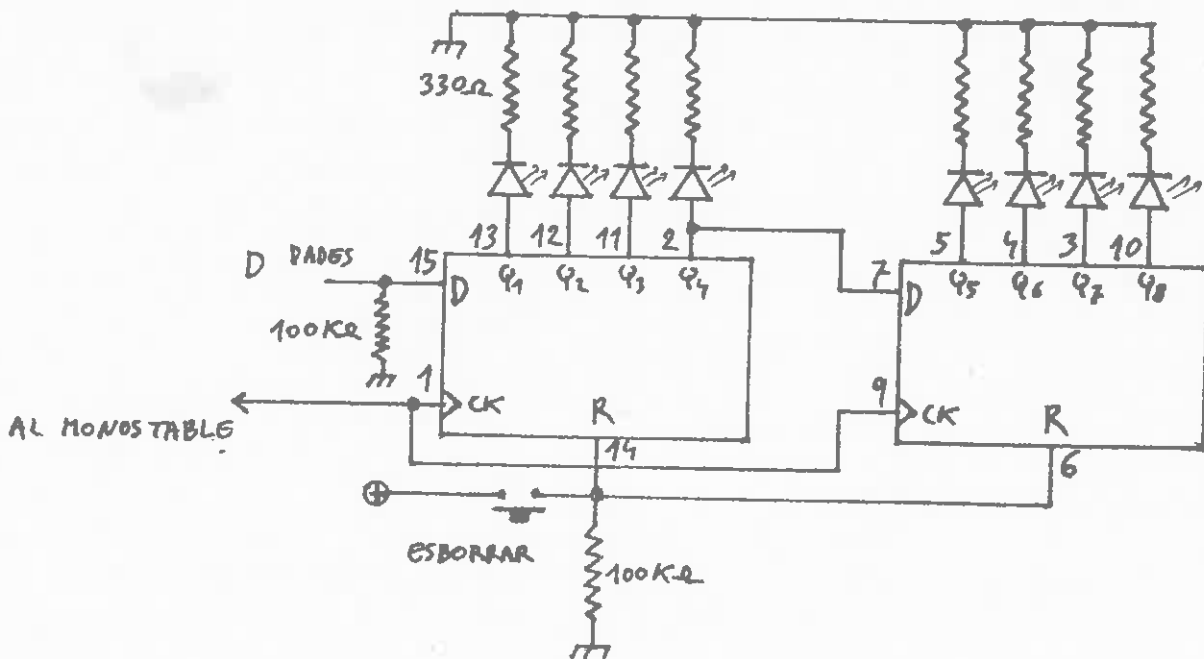 330Ω
13 12 11 2
5 4 3 10
D DADES 15
D Q1 Q2 Q3 Q4
7 D Q5 Q6 Q7 Q8
100KΩ
1 CK R
9 CK R
AL MONOSTABLE
14
6
+
ESBORRAR
100KΩ